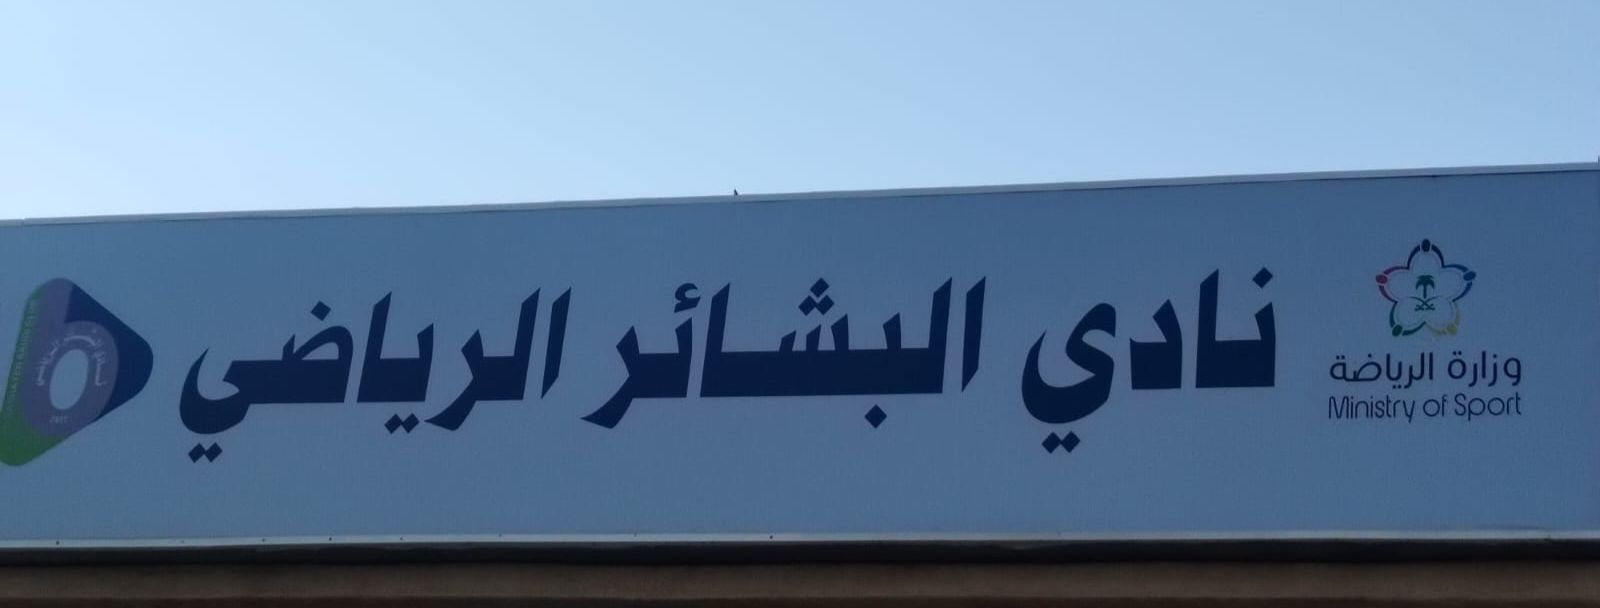 وزارة الرياضة
Ministry of Sport
نادي البشائر الرياضي